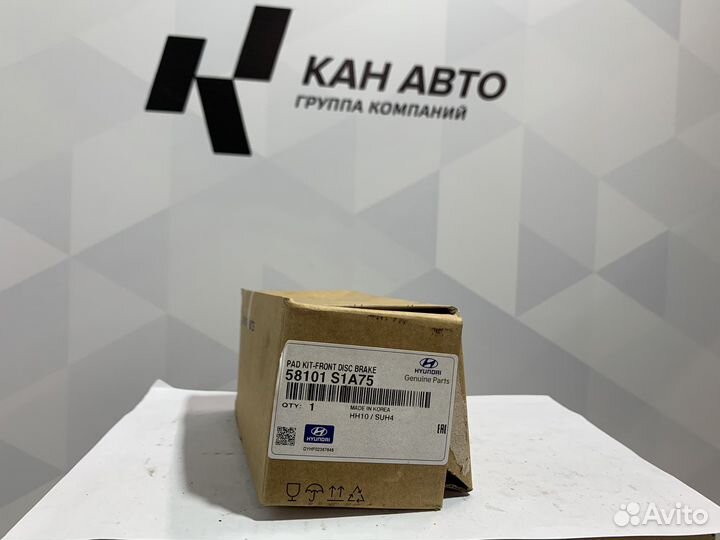 КАН АВТО
ГРУППА КОМПАНИЙ
PAD KIT-FRONT DISC BRAKE
58101 S1A75
HYUNDAI
Genuine Parts
QTY: 1
MADE IN KOREA
HH10 / SUH4
HYUNDAI
EAC
Avito